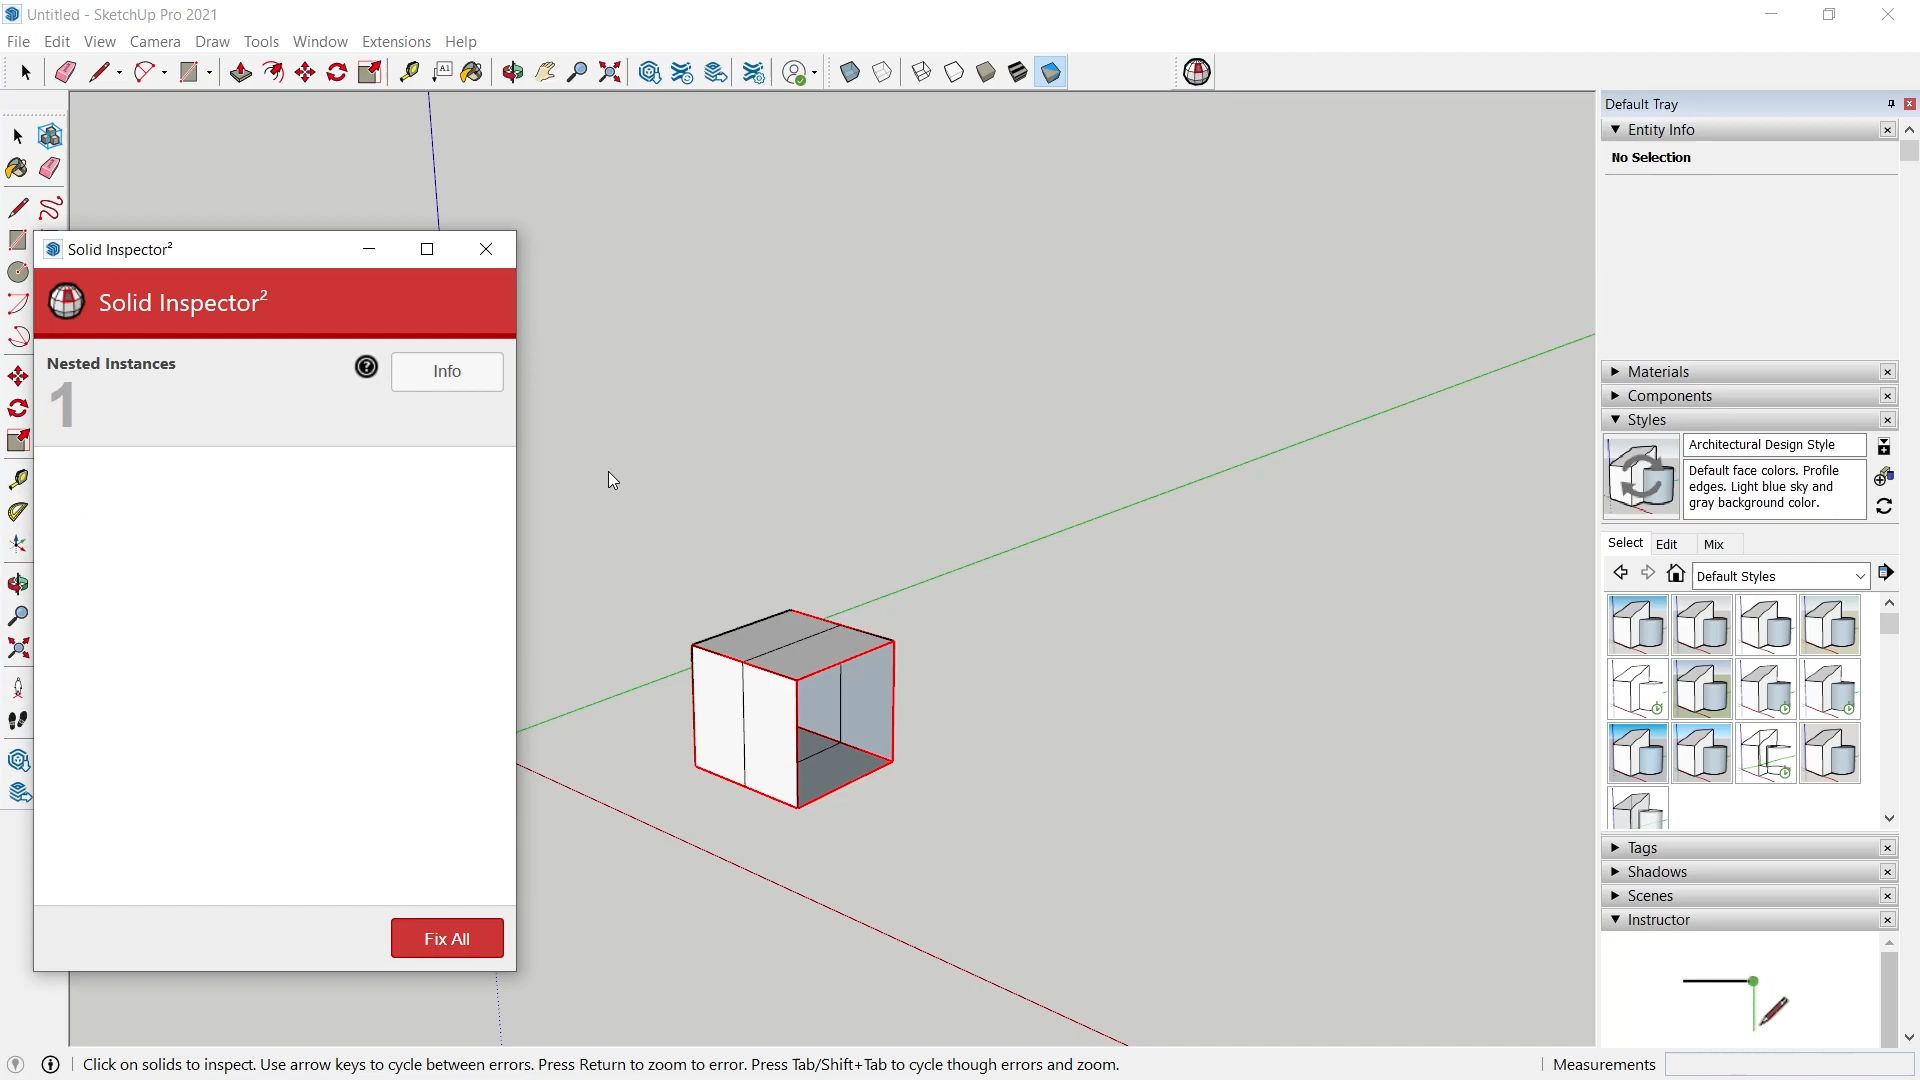 Untitled - SketchUp Pro 2021
File Edit View Camera Draw Tools Window Extensions Help
A1
Default Tray
Entity Info
No Selection
Solid Inspector²
Solid Inspector²
Nested Instances
Info
1
Fix All
Materials
Components
Styles
Architectural Design Style
Default face colors. Profile
edges. Light blue sky and
gray background color.
Select Edit Mix
Default Styles
Tags
Shadows
Scenes
Instructor
Click on solids to inspect. Use arrow keys to cycle between errors. Press Return to zoom to error. Press Tab/Shift+Tab to cycle though errors and zoom.
Measurements